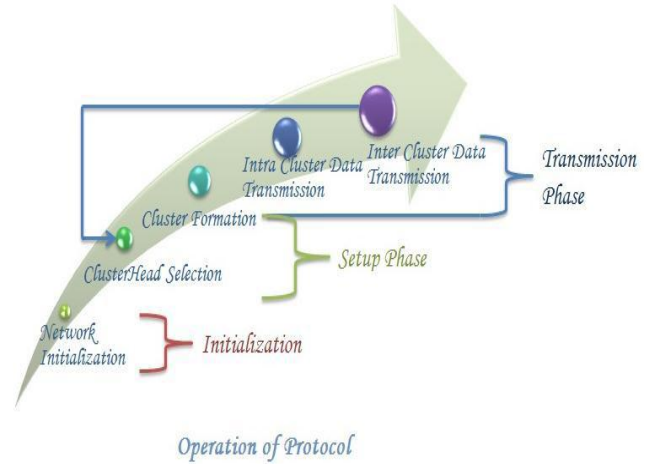 Inter Cluster Data
Transmission
Intra Cluster Data
Transmission
Transmission
Phase
Cluster Formation
Setup Phase
ClusterHead Selection
Network
Initialization
Initialization
Operation of Protocol